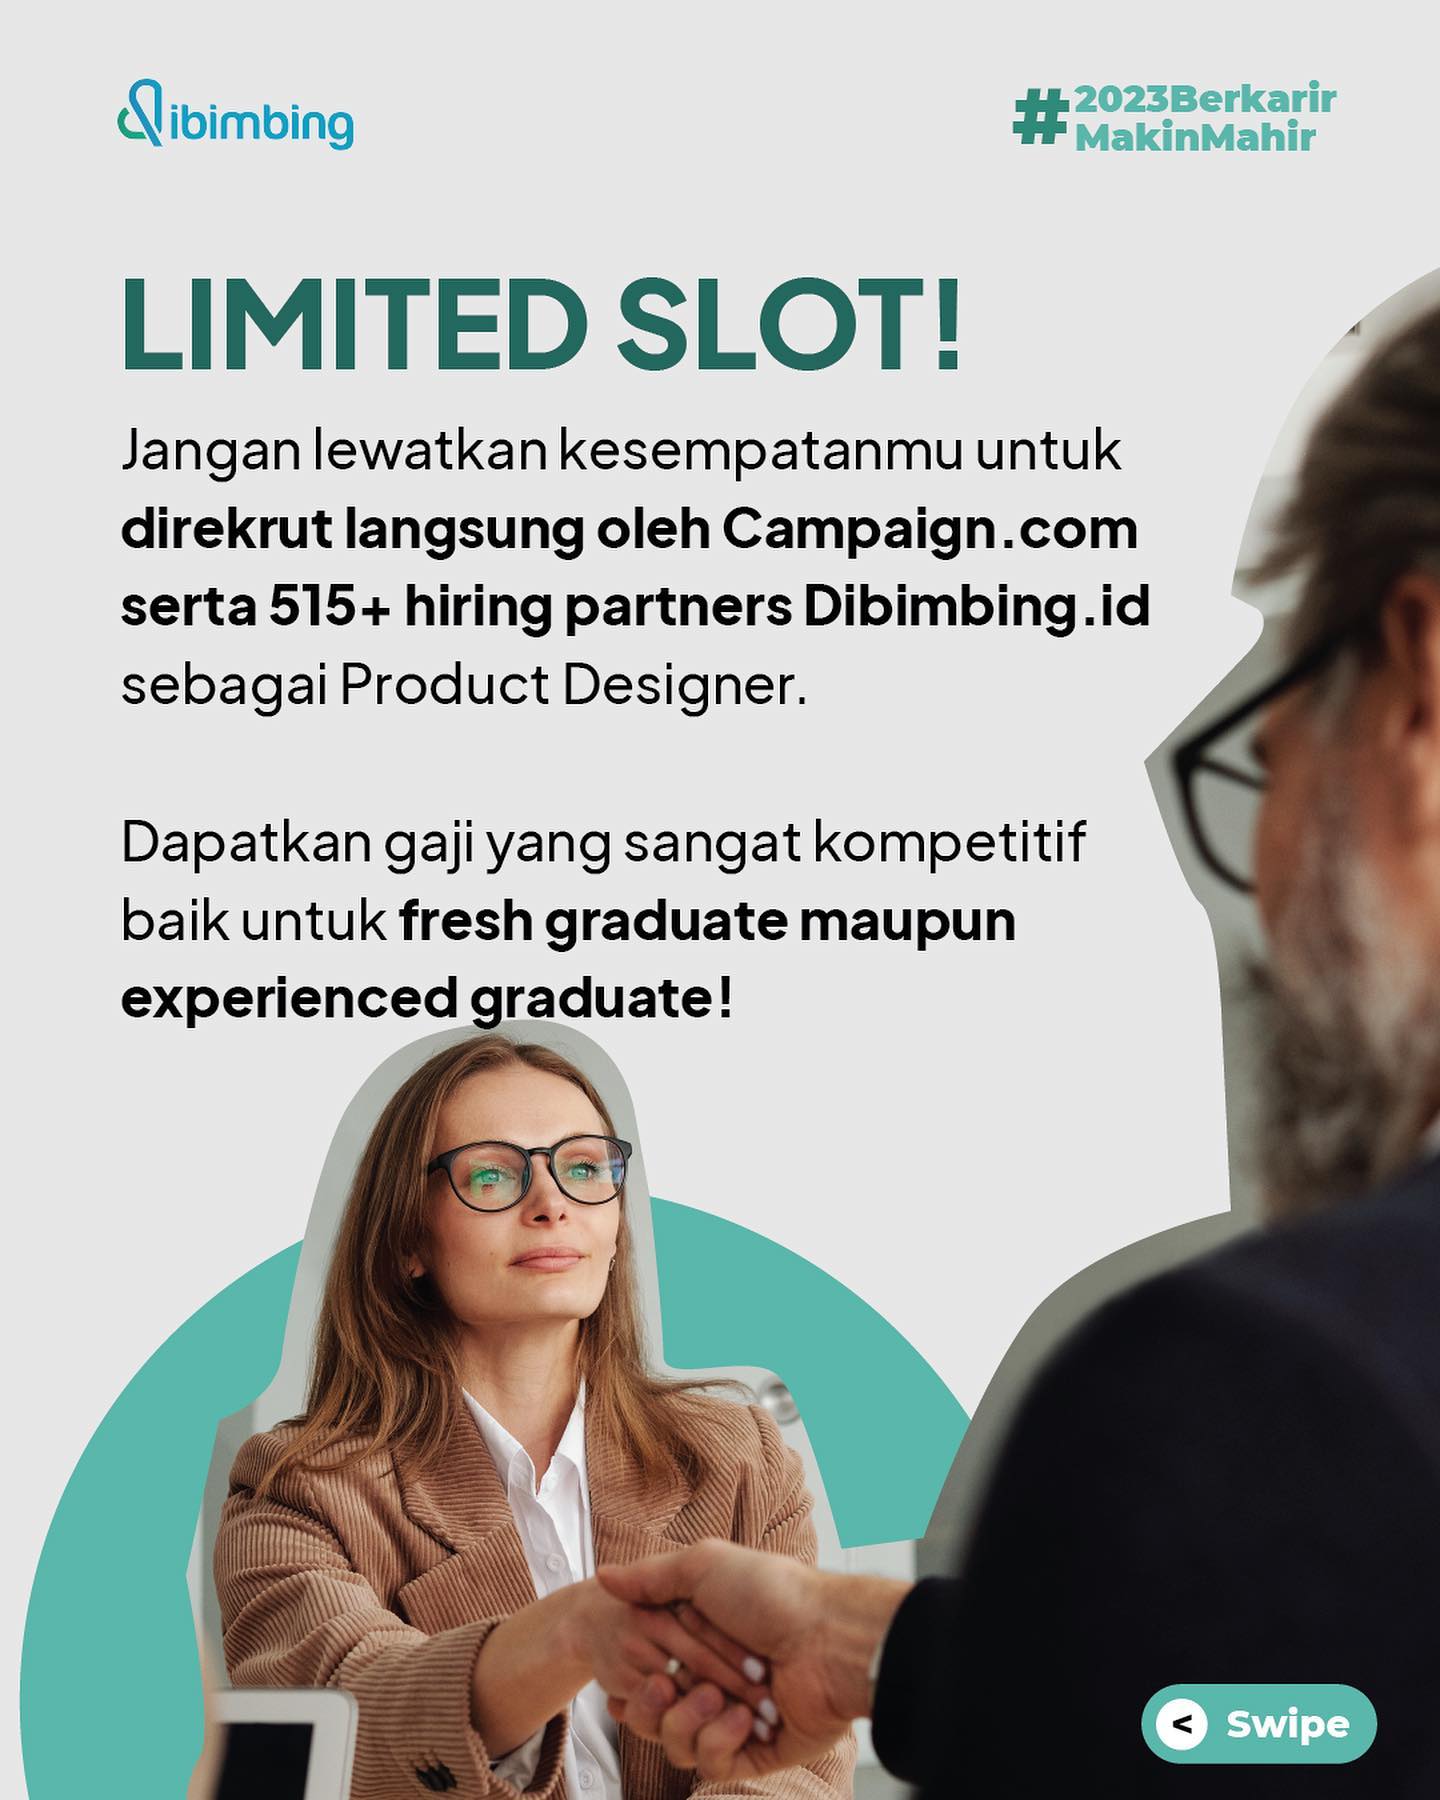 Dibimbing
#2023Berkarir
MakinMahir
LIMITED SLOT!
Jangan lewatkan kesempatanmu untuk
direkrut langsung oleh Campaign.com
serta 515+ hiring partners Dibimbing.id
sebagai Product Designer.
Dapatkan gaji yang sangat kompetitif
baik untuk fresh graduate maupun
experienced graduate!
< Swipe